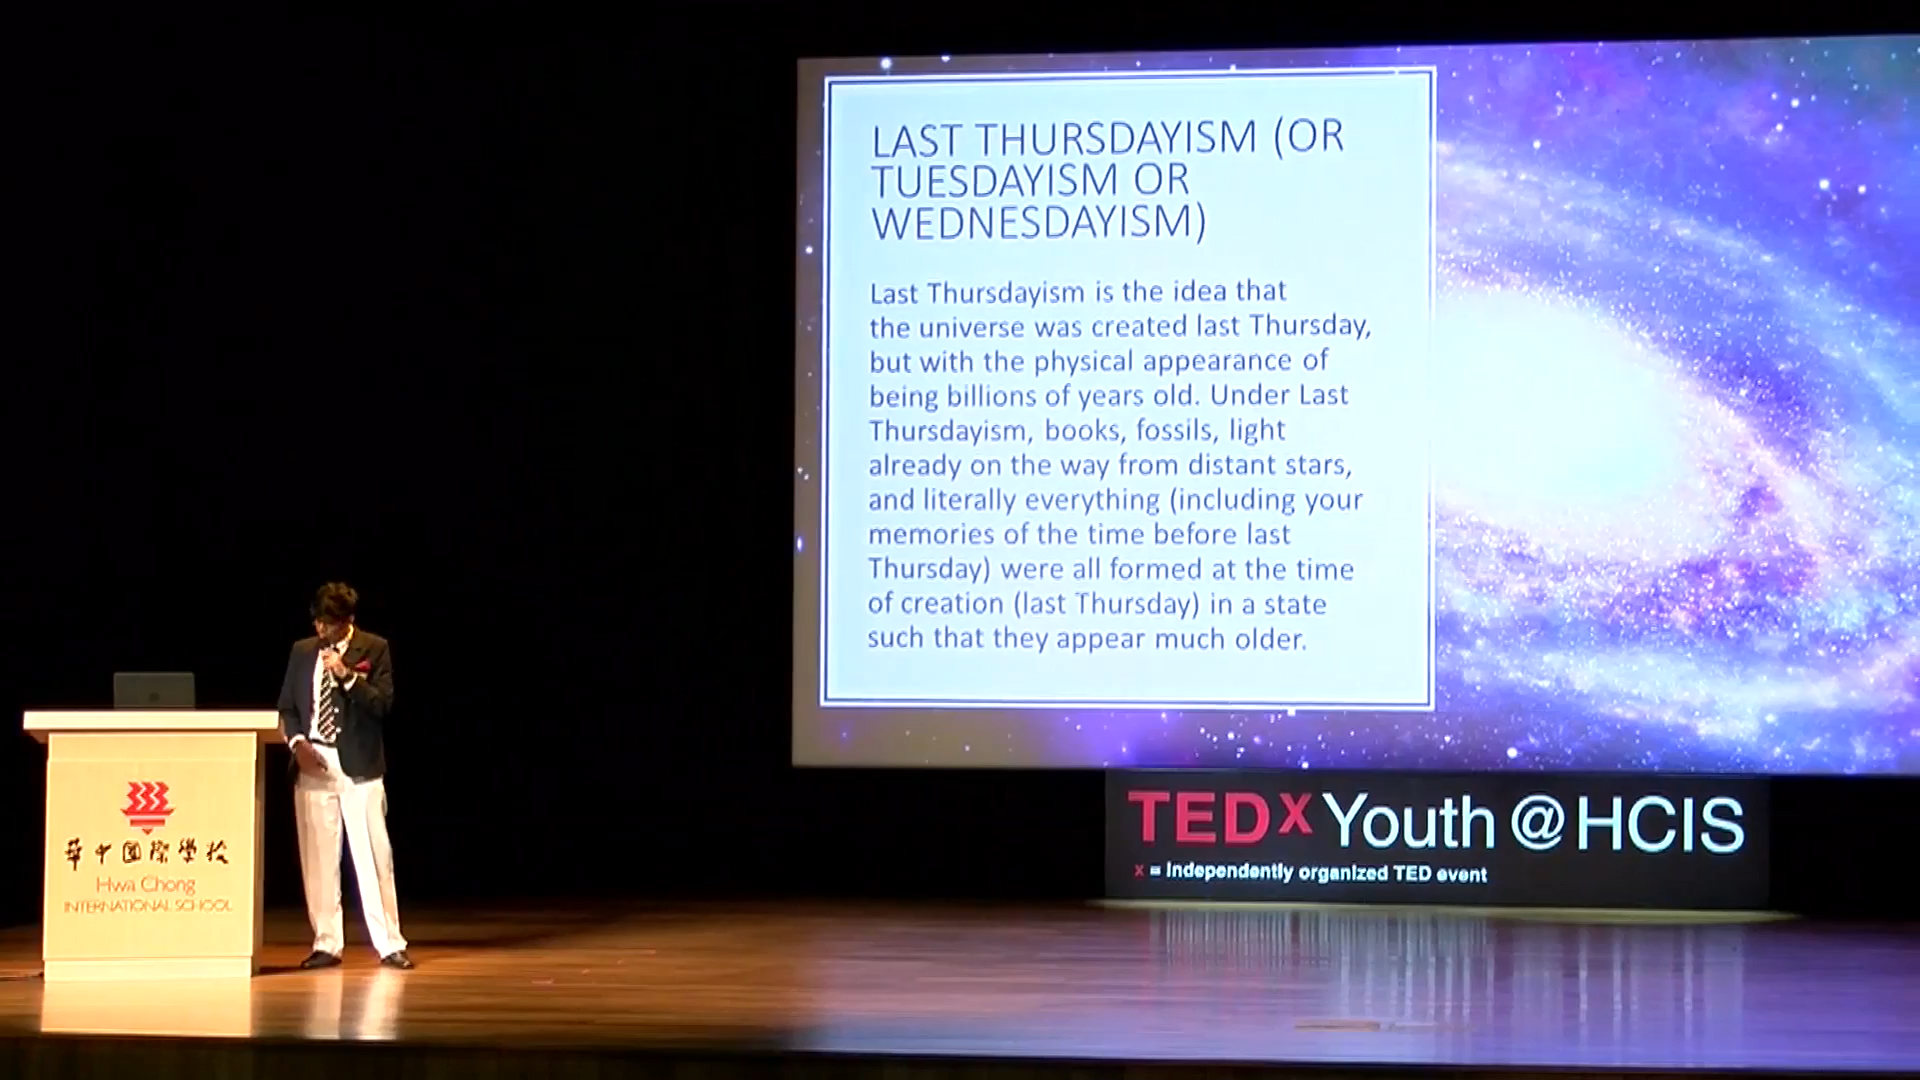 LAST THURSDAYISM (OR
TUESDAYISM OR
WEDNESDAYISM)
Last Thursdayism is the idea that
the universe was created last Thursday,
but with the physical appearance of
being billions of years old. Under Last
Thursdayism, books, fossils, light
already on the way from distant stars,
and literally everything (including your
memories of the time before last
Thursday) were all formed at the time
of creation (last Thursday) in a state
such that they appear much older.
TEDx Youth @ HCIS
x = independently organized TED event
華中國際學校
Hwa Chong
INTERNATIONAL SCHOOL